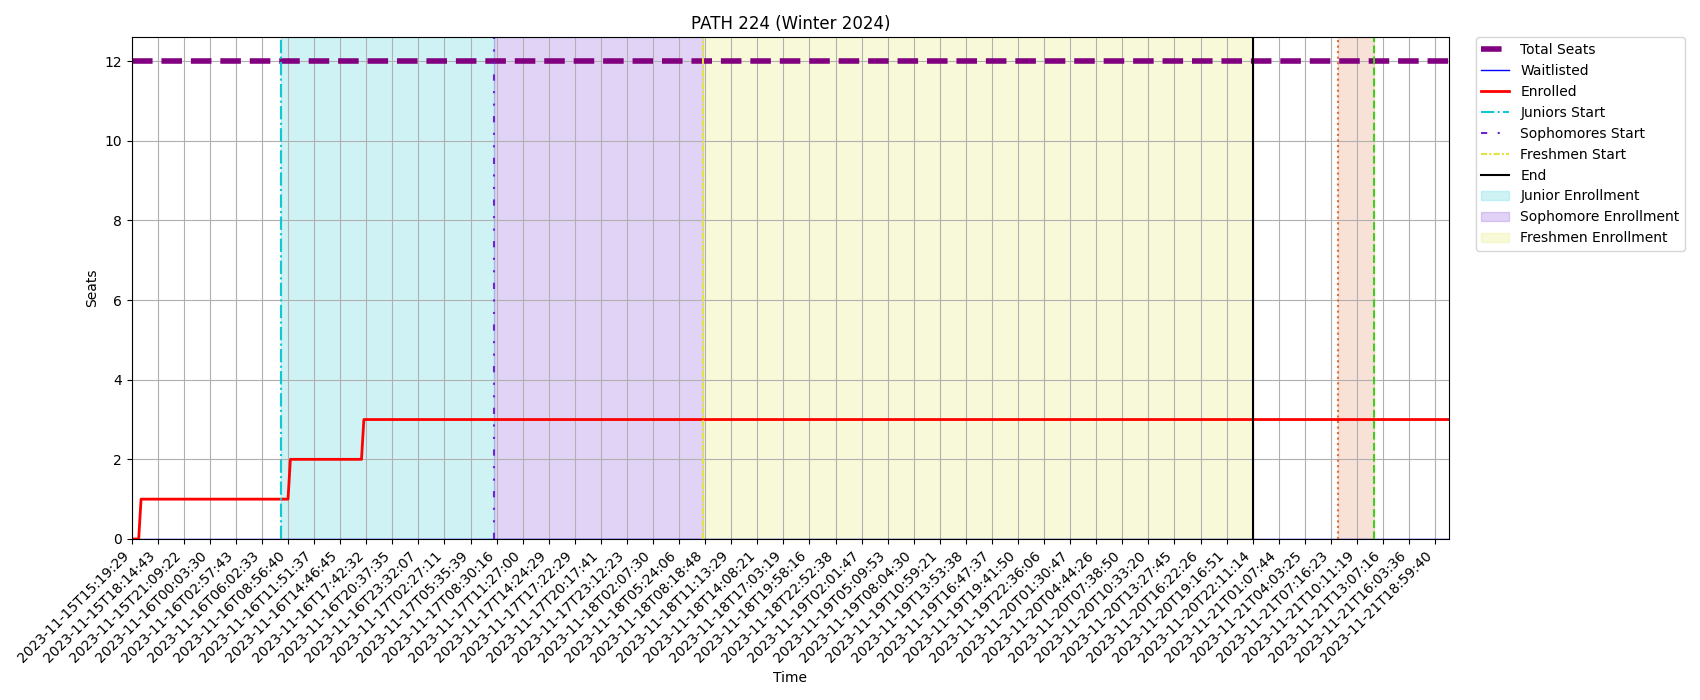 PATH 224 (Winter 2024)
Total Seats
Waitlisted
Enrolled
Juniors Start
Sophomores Start
Freshmen Start
End
Junior Enrollment
Sophomore Enrollment
Freshmen Enrollment
Seats
12
10
8
6
4
2
0
2023-11-15T15:19:29
2023-11-15T18:14:43
2023-11-15T21:09:22
2023-11-16T00:03:30
2023-11-16T02:57:43
2023-11-16T06:02:33
2023-11-16T08:56:40
2023-11-16T11:51:37
2023-11-16T14:46:45
2023-11-16T17:42:32
2023-11-16T20:37:35
2023-11-16T23:32:07
2023-11-17T02:27:11
2023-11-17T05:35:39
2023-11-17T08:30:16
2023-11-17T11:27:00
2023-11-17T14:24:29
2023-11-17T17:22:29
2023-11-17T20:17:41
2023-11-17T23:12:23
2023-11-18T02:07:30
2023-11-18T05:24:06
2023-11-18T08:18:48
2023-11-18T11:13:29
2023-11-18T14:08:21
2023-11-18T17:03:19
2023-11-18T19:58:16
2023-11-18T22:52:38
2023-11-19T02:01:47
2023-11-19T05:09:53
2023-11-19T08:04:30
2023-11-19T10:59:21
2023-11-19T13:53:38
2023-11-19T16:47:37
2023-11-19T19:41:50
2023-11-19T22:36:06
2023-11-20T01:30:47
2023-11-20T04:44:26
2023-11-20T07:38:50
2023-11-20T10:33:20
2023-11-20T13:27:45
2023-11-20T16:22:26
2023-11-20T19:16:51
2023-11-20T22:11:14
2023-11-21T01:07:44
2023-11-21T04:03:25
2023-11-21T07:16:23
2023-11-21T10:11:19
2023-11-21T13:07:16
2023-11-21T16:03:36
2023-11-21T18:59:40
Time